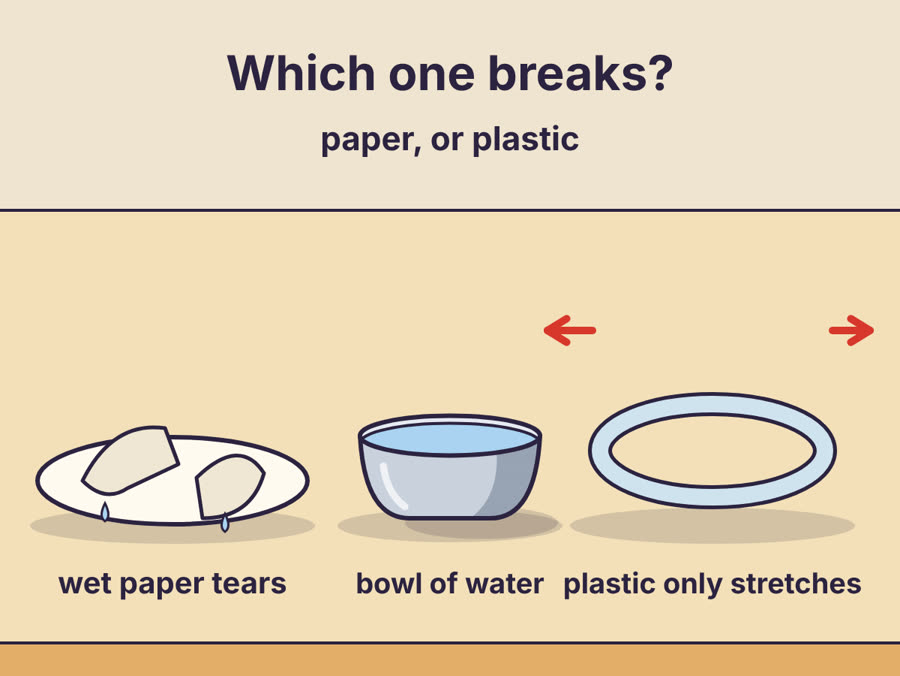 Which one breaks?
paper, or plastic
wet paper tears
bowl of water
plastic only stretches